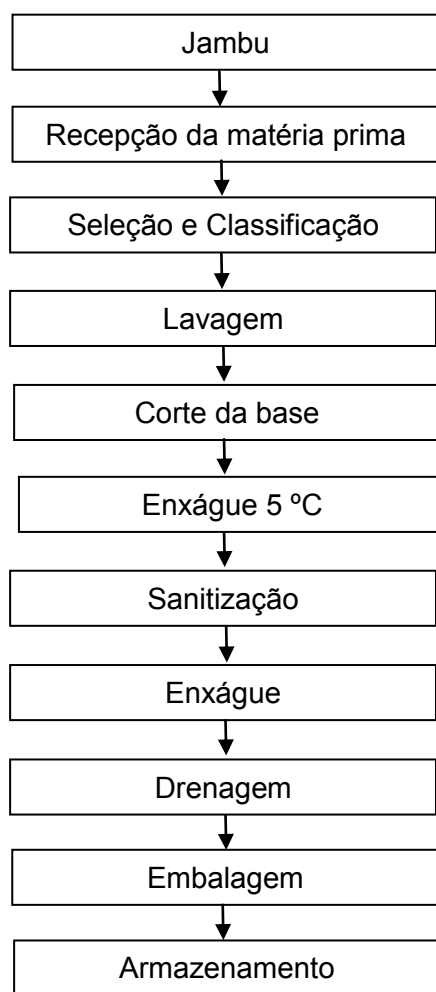 Jambu
Recepção da matéria prima
Seleção e Classificação
Lavagem
Corte da base
Enxágue 5 ºC
Sanitização
Enxágue
Drenagem
Embalagem
Armazenamento